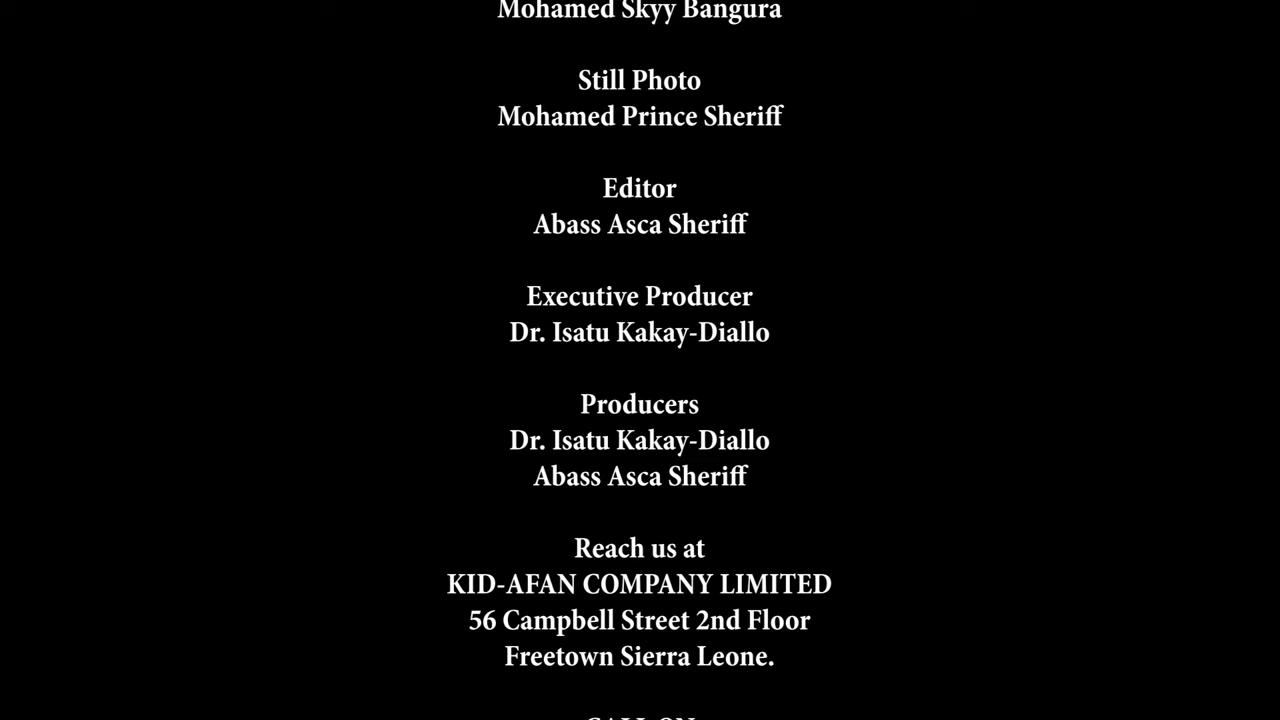 Mohamed Skyy Bangura
Still Photo
Mohamed Prince Sheriff
Editor
Abass Asca Sheriff
Executive Producer
Dr. Isatu Kakay-Diallo
Producers
Dr. Isatu Kakay-Diallo
Abass Asca Sheriff
Reach us at
KID-AFAN COMPANY LIMITED
56 Campbell Street 2nd Floor
Freetown Sierra Leone.
CALL ON